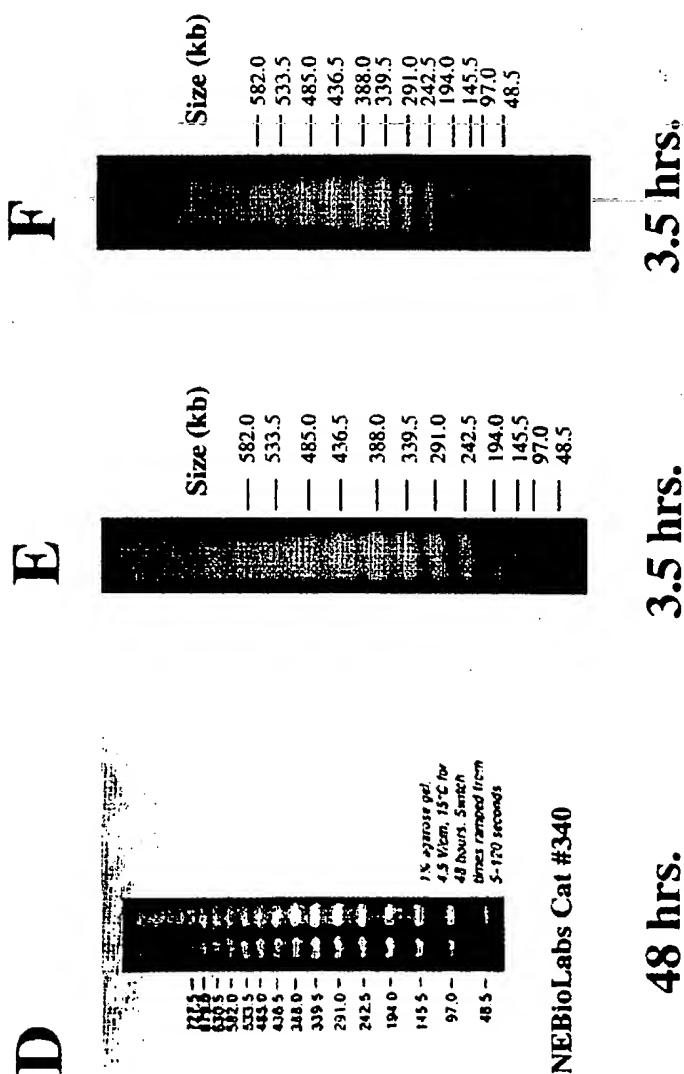 D
727.5
630.5
582.0
533.5
485.0
436.5
388.0
339.5
291.0
242.5
194.0
145.5
97.0
48.5
1% agarose gel.
4.5 V/cm, 15°C for
48 hours. Switch
times ramped from
5-120 seconds
NEBioLabs Cat #340
48 hrs.
E
Size (kb)
582.0
533.5
485.0
436.5
388.0
339.5
291.0
242.5
194.0
145.5
97.0
48.5
3.5 hrs.
F
Size (kb)
582.0
533.5
485.0
436.5
388.0
339.5
291.0
242.5
194.0
145.5
97.0
48.5
3.5 hrs.